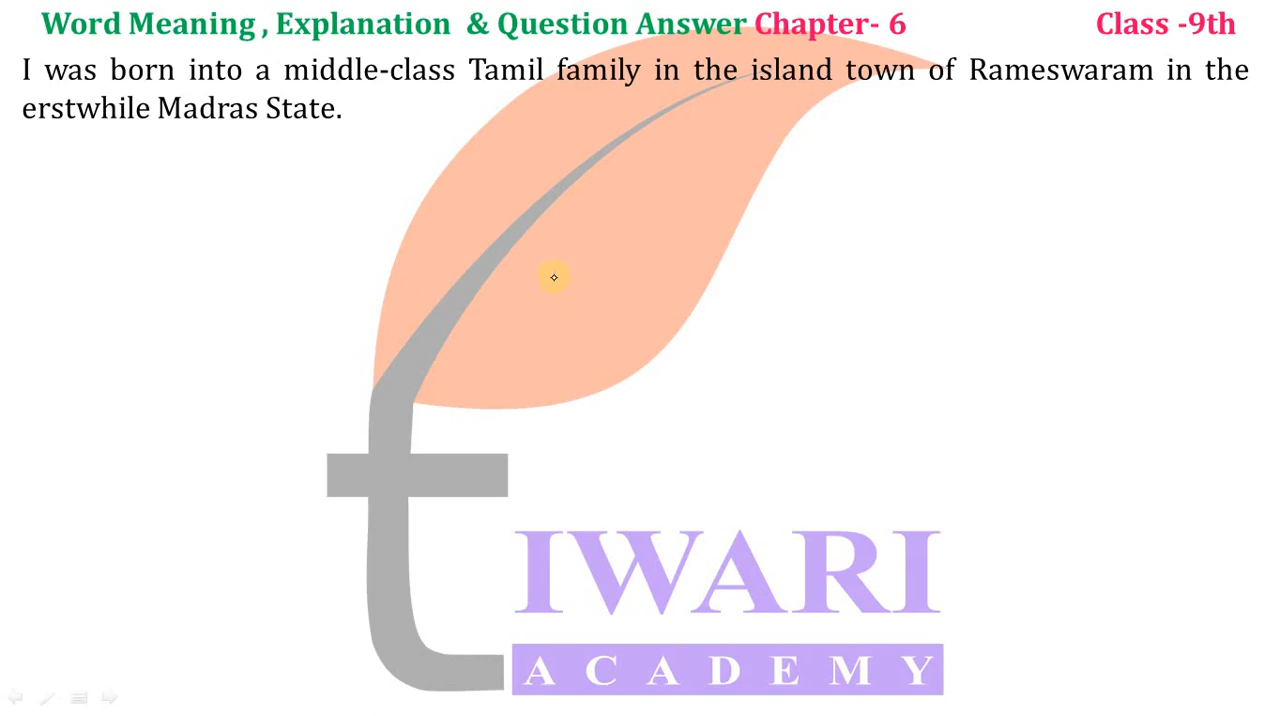 Word Meaning , Explanation & Question Answer Chapter- 6 Class -9th
I was born into a middle-class Tamil family in the island town of Rameswaram in the
erstwhile Madras State.
tIWARI
ACADEMY